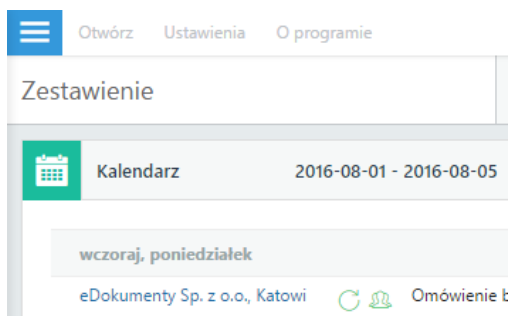 Otwórz Ustawienia O programie
Zestawienie
Kalendarz 2016-08-01 - 2016-08-05
wczoraj, poniedziałek
eDokumenty Sp. z o.o., Katowi Omówienie b